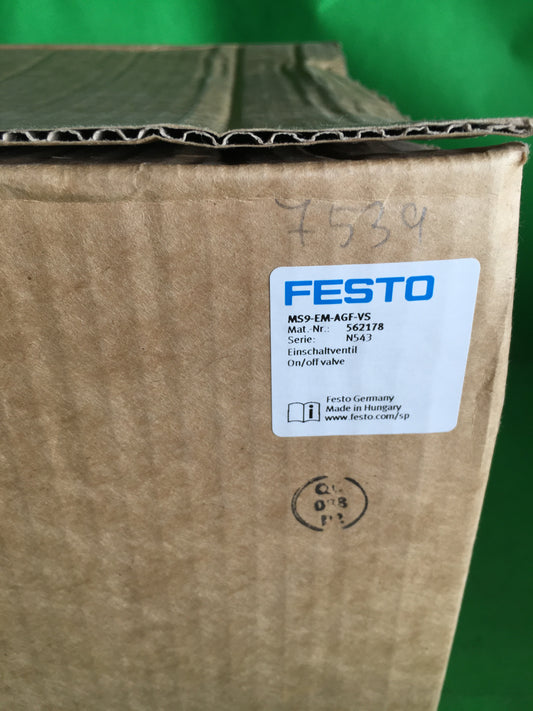 7539
FESTO
MS9-EM-AGF-VS
Mat.-Nr.: 562178
Serie: N543
Einschaltventil
On/off valve
Festo Germany
Made in Hungary
www.festo.com/sp